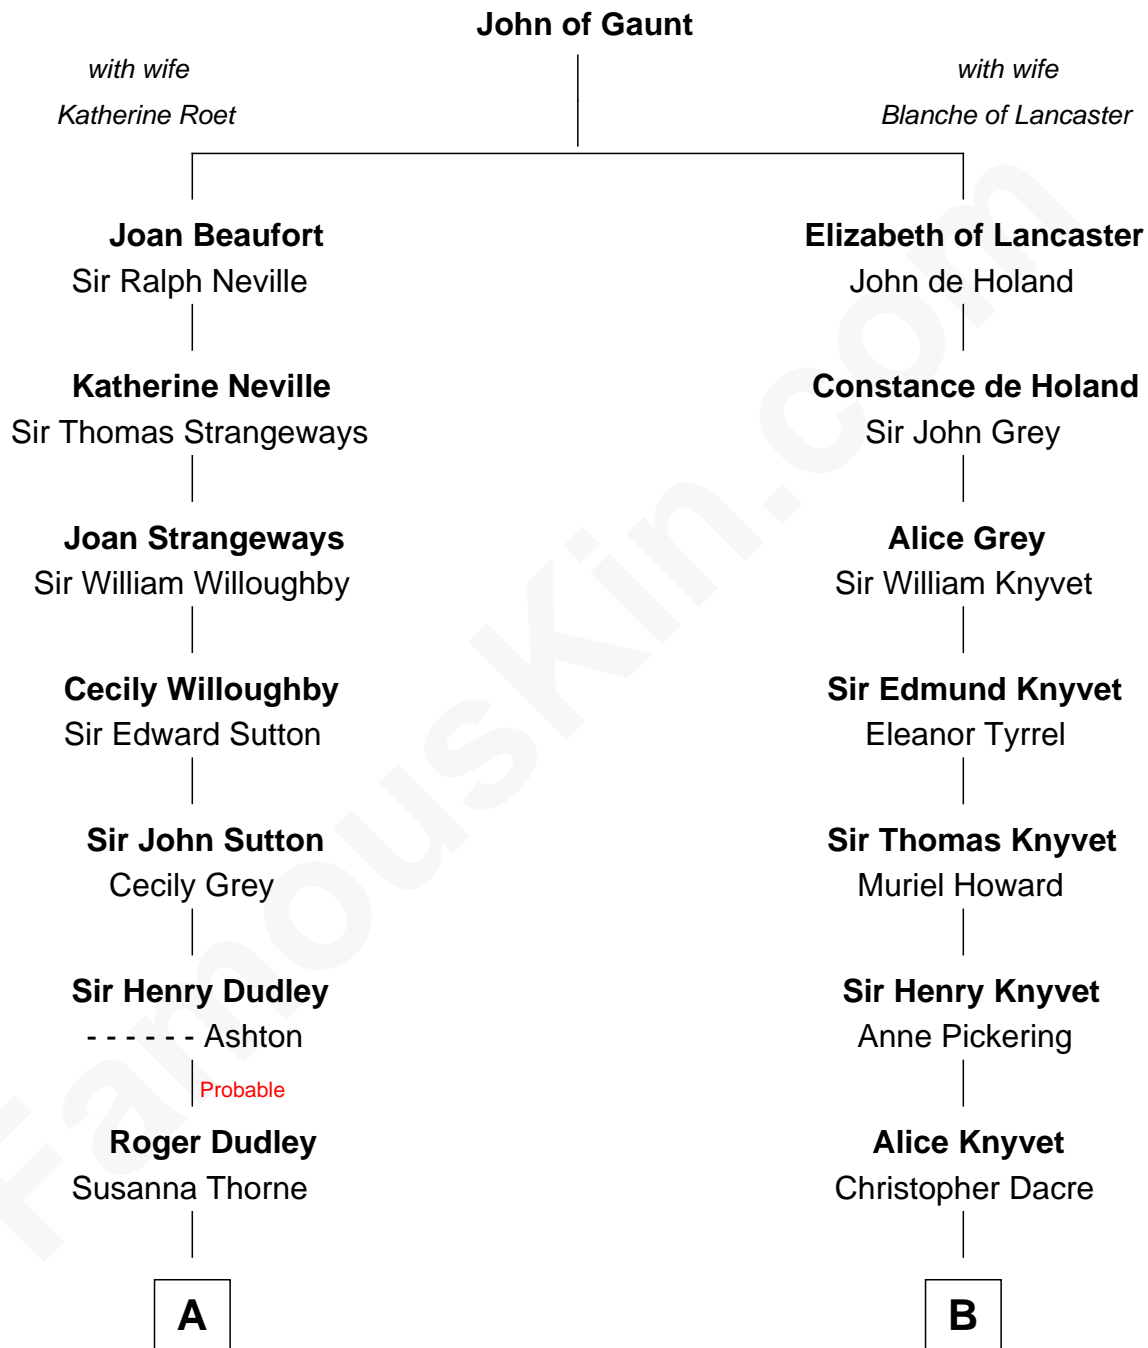 John of Gaunt
with wife
Katherine Roet
with wife
Blanche of Lancaster
Joan Beaufort
Sir Ralph Neville
Elizabeth of Lancaster
John de Holand
Katherine Neville
Sir Thomas Strangeways
Constance de Holand
Sir John Grey
Joan Strangeways
Sir William Willoughby
Alice Grey
Sir William Knyvet
Cecily Willoughby
Sir Edward Sutton
Sir Edmund Knyvet
Eleanor Tyrrel
Sir John Sutton
Cecily Grey
Sir Thomas Knyvet
Muriel Howard
Sir Henry Dudley
- - - - - - Ashton
Sir Henry Knyvet
Anne Pickering
Probable
Roger Dudley
Susanna Thorne
Alice Knyvet
Christopher Dacre
A
B
FamousKin.com